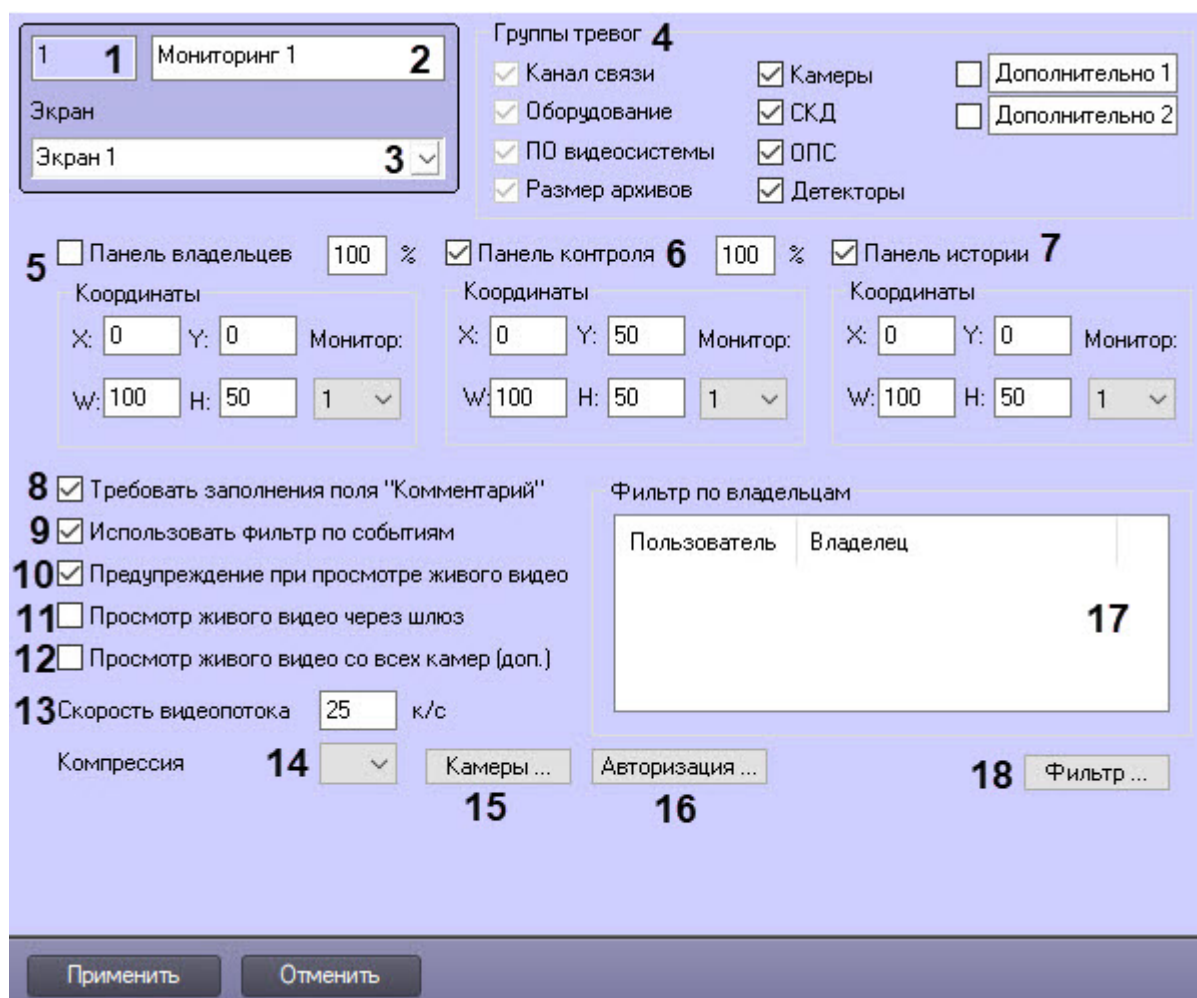 1 1 Мониторинг 1 2
Экран
Экран 1 3
Группы тревог 4
Канал связи Камеры Дополнительно 1
Оборудование СКД Дополнительно 2
ПО видеосистемы ОПС
Размер архивов Детекторы
5 Панель владельцев 100 % Панель контроля 6 100 % Панель истории 7
Координаты Координаты Координаты
X: 0 Y: 0 Монитор: X: 0 Y: 50 Монитор: X: 0 Y: 0 Монитор:
W: 100 H: 50 1 W: 100 H: 50 1 W: 100 H: 50 1
8 Требовать заполнения поля "Комментарий"
9 Использовать фильтр по событиям
10 Предупреждение при просмотре живого видео
11 Просмотр живого видео через шлюз
12 Просмотр живого видео со всех камер (доп.)
13 Скорость видеопотока 25 к/с
Фильтр по владельцам
Пользователь Владелец
17
Компрессия 14 Камеры ... Авторизация ... 18 Фильтр ...
15 16
Применить Отменить